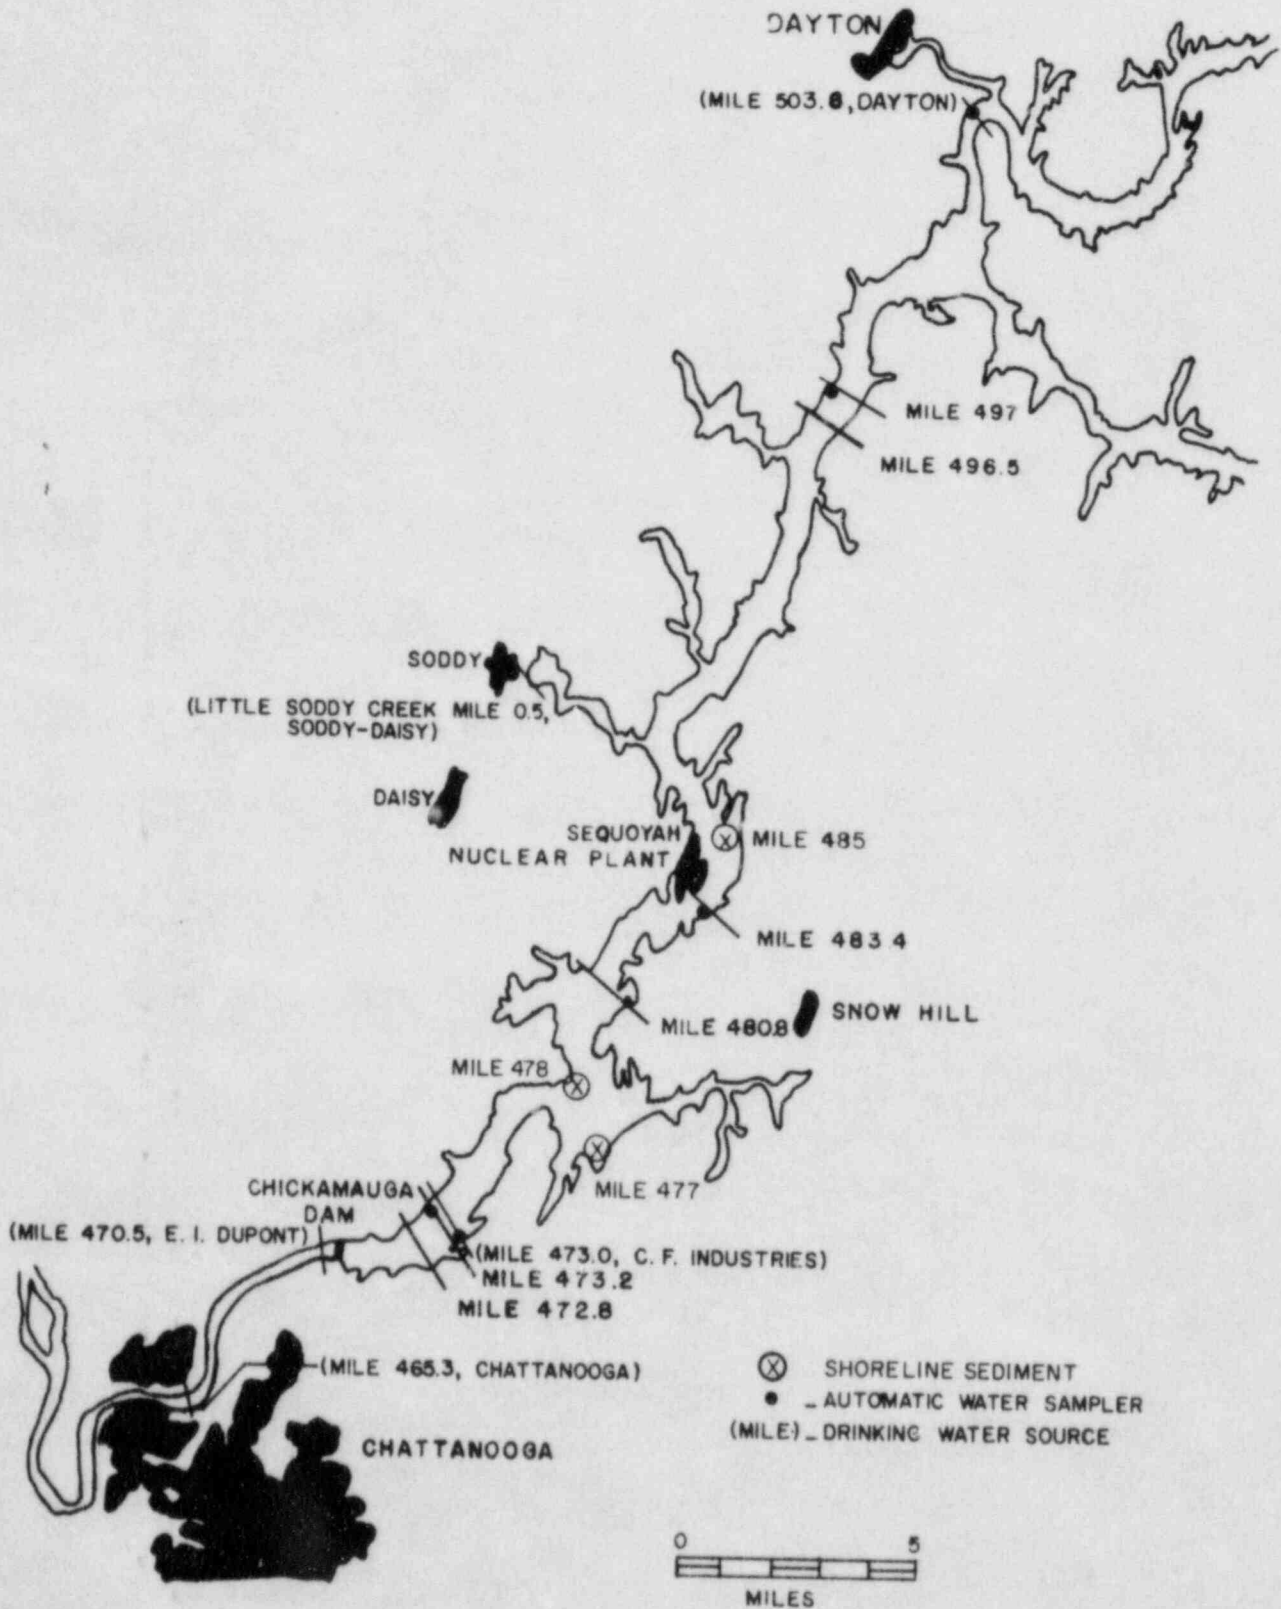 DAYTON
(MILE 503.8, DAYTON)
MILE 497
MILE 496.5
SODDY
(LITTLE SODDY CREEK MILE 0.5,
SODDY-DAISY)
DAISY
SEQUOYAH
NUCLEAR PLANT
MILE 485
MILE 483.4
SNOW HILL
MILE 480.8
MILE 478
MILE 477
CHICKAMAUGA
DAM
(MILE 470.5, E. I. DUPONT)
(MILE 473.0, C. F. INDUSTRIES)
MILE 473.2
MILE 472.8
(MILE 465.3, CHATTANOOGA)
CHATTANOOGA
SHORELINE SEDIMENT
AUTOMATIC WATER SAMPLER
(MILE) - DRINKING WATER SOURCE
0 5
MILES